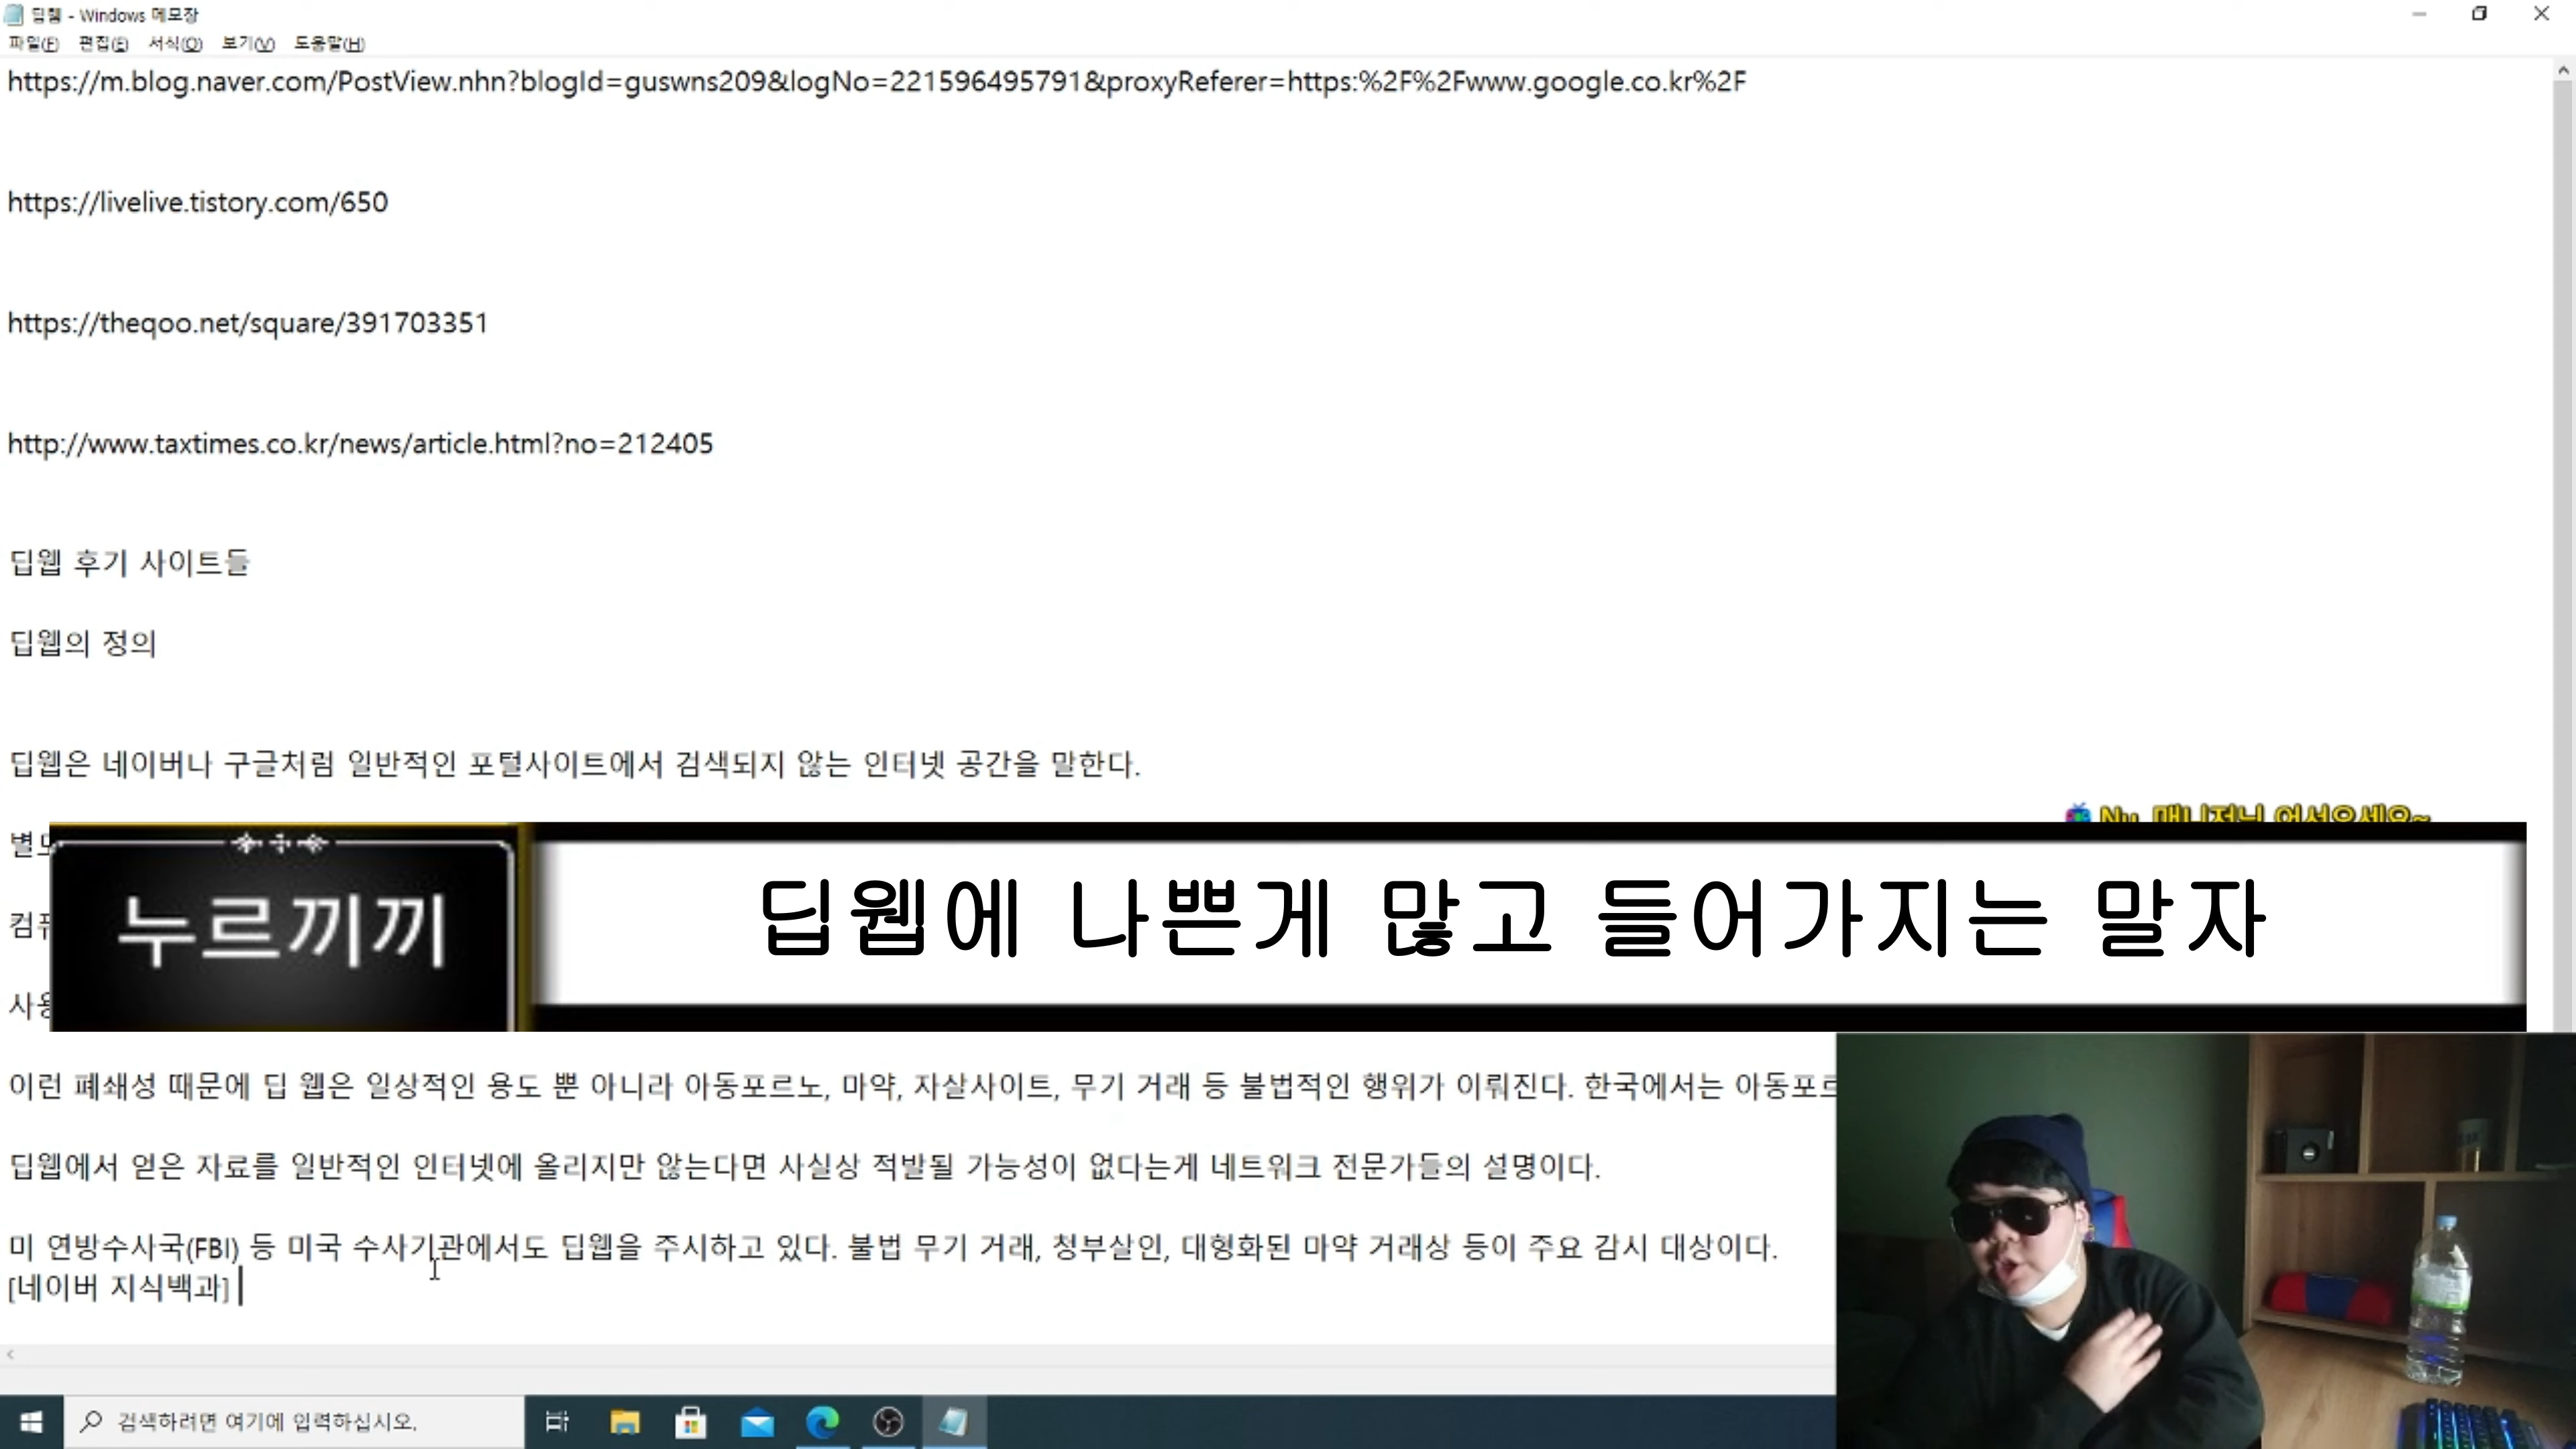 딥웹 - Windows 메모장
파일(F) 편집(E) 서식(O) 보기(V) 도움말(H)
https://m.blog.naver.com/PostView.nhn?blogId=guswns209&logNo=221596495791&proxyReferer=https:%2F%2Fwww.google.co.kr%2F
https://livelive.tistory.com/650
https://theqoo.net/square/391703351
http://www.taxtimes.co.kr/news/article.html?no=212405
딥웹 후기 사이트들
딥웹의 정의
딥웹은 네이버나 구글처럼 일반적인 포털사이트에서 검색되지 않는 인터넷 공간을 말한다.
Nu 매니저님 어서오세요~
누르끼끼
딥웹에 나쁜게 많고 들어가지는 말자
이런 폐쇄성 때문에 딥 웹은 일상적인 용도 뿐 아니라 아동포르노, 마약, 자살사이트, 무기 거래 등 불법적인 행위가 이뤄진다. 한국에서는 아동포르
딥웹에서 얻은 자료를 일반적인 인터넷에 올리지만 않는다면 사실상 적발될 가능성이 없다는게 네트워크 전문가들의 설명이다.
미 연방수사국(FBI) 등 미국 수사기관에서도 딥웹을 주시하고 있다. 불법 무기 거래, 청부살인, 대형화된 마약 거래상 등이 주요 감시 대상이다.
[네이버 지식백과]
검색하려면 여기에 입력하십시오.